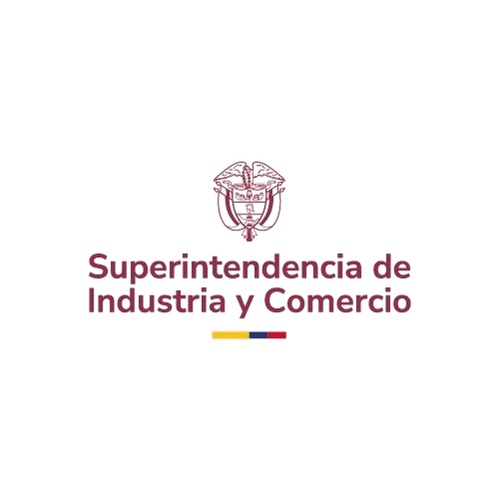 Superintendencia de
Industria y Comercio